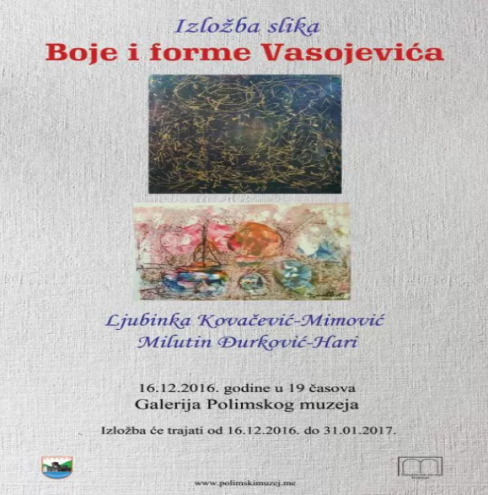 Izložba slika
Boje i forme Vasojevića
Ljubinka Kovačević-Mimović
Milutin Đurković-Hari
16.12.2016. godine u 19 časova
Galerija Polimskog muzeja
Izložba će trajati od 16.12.2016. do 31.01.2017.
www.polimskimuzej.me